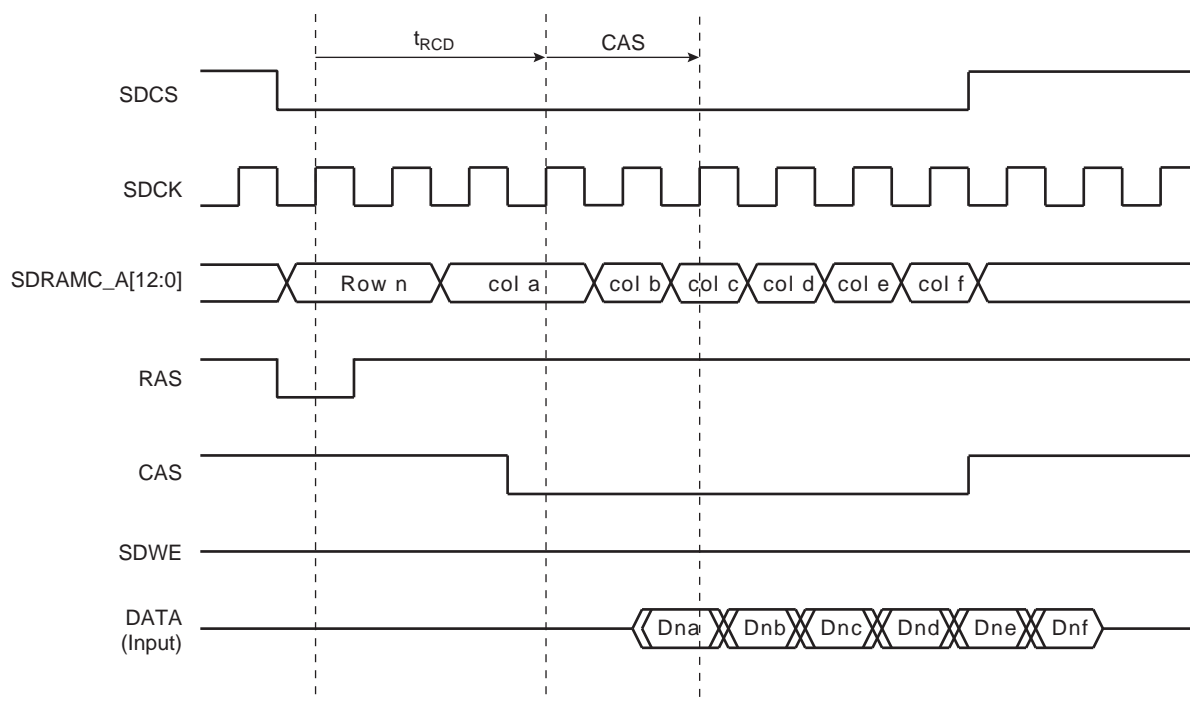 t_RCD CAS
SDCS
SDCK
SDRAMC_A[12:0] Row n col a col b col c col d col e col f
RAS
CAS
SDWE
DATA
(Input) Dna Dnb Dnc Dnd Dne Dnf